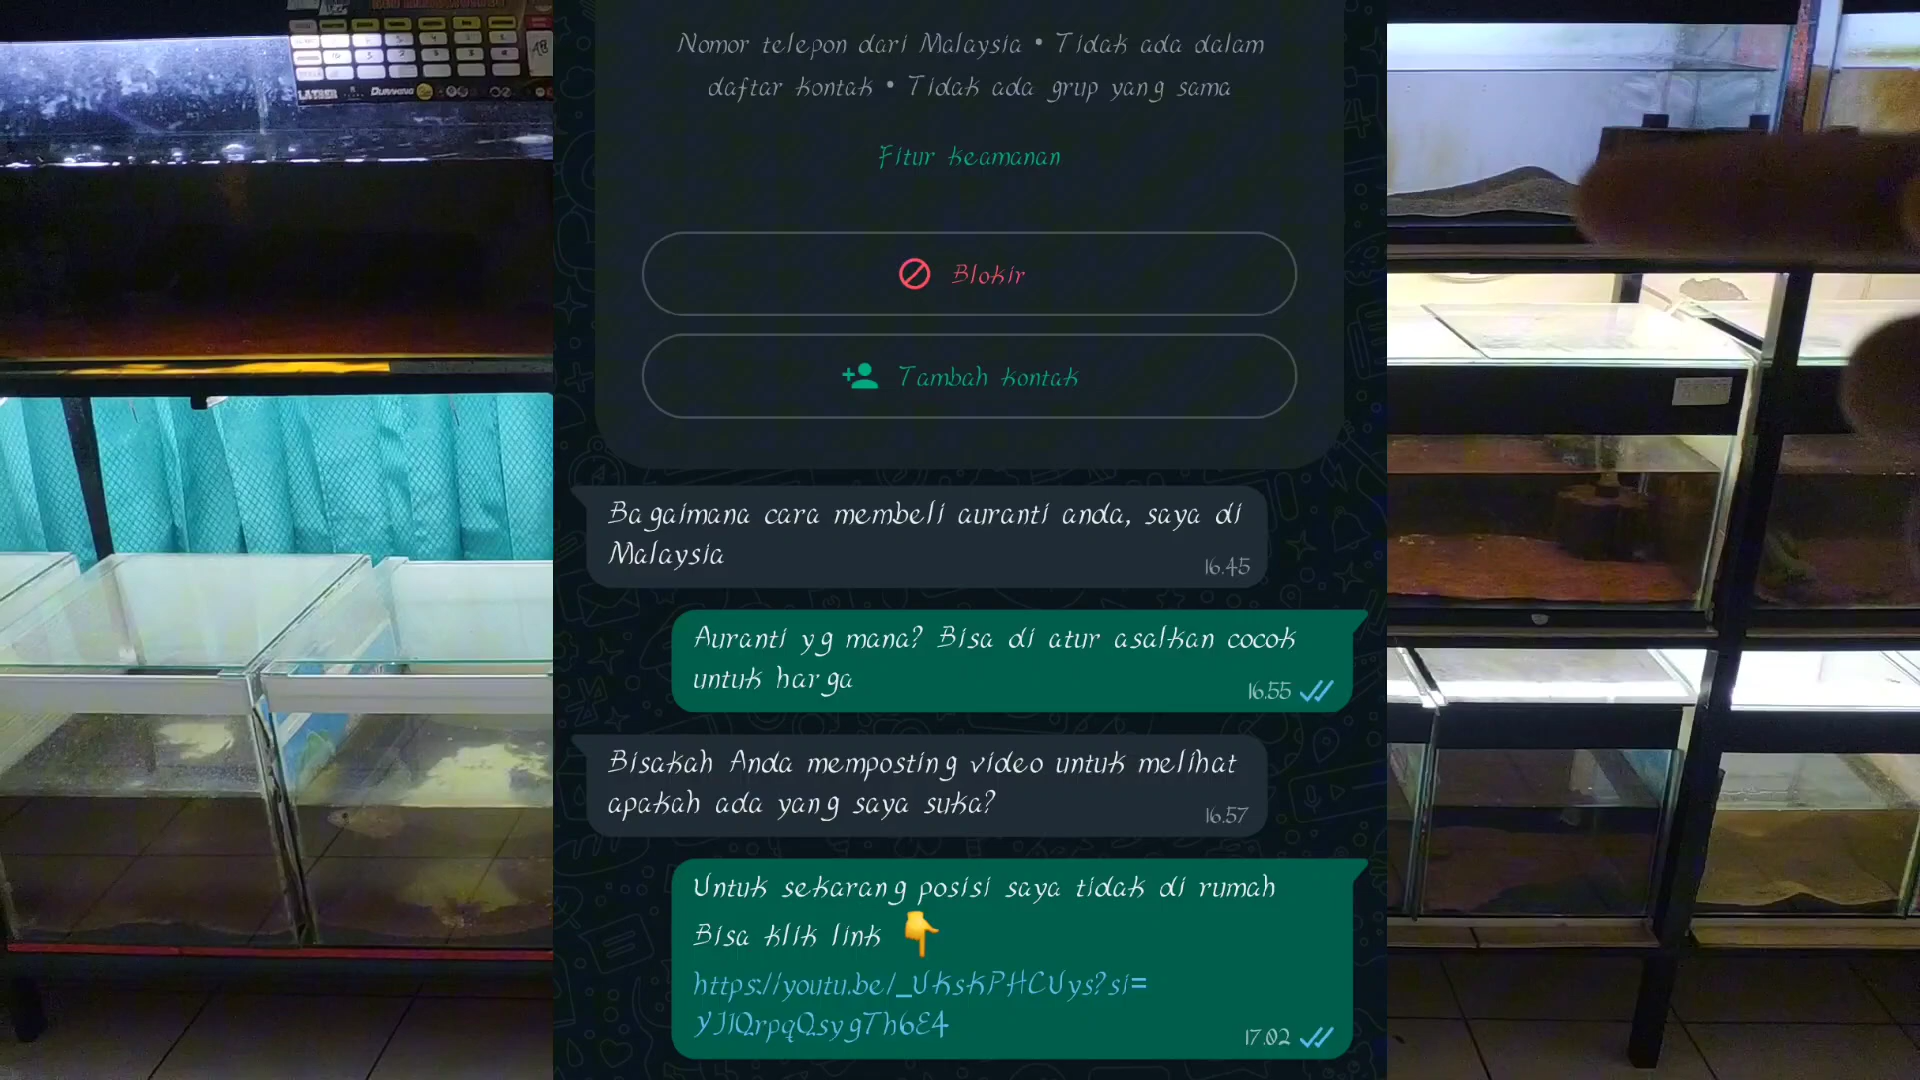 Nomor telepon dari Malaysia • Tidak ada dalam
daftar kontak • Tidak ada grup yang sama
Fitur keamanan
Blokir
Tambah kontak
Bagaimana cara membeli auranti anda, saya di
Malaysia
16.45
Auranti yg mana? Bisa di atur asalkan cocok
untuk harga
16.55
Bisakah Anda memposting video untuk melihat
apakah ada yang saya suka?
16.57
Untuk sekarang posisi saya tidak di rumah
Bisa klik link 👇
https://youtu.be/_UKsKPHCUys?si=
YJ1QrpqQsygTh6E4
17.02